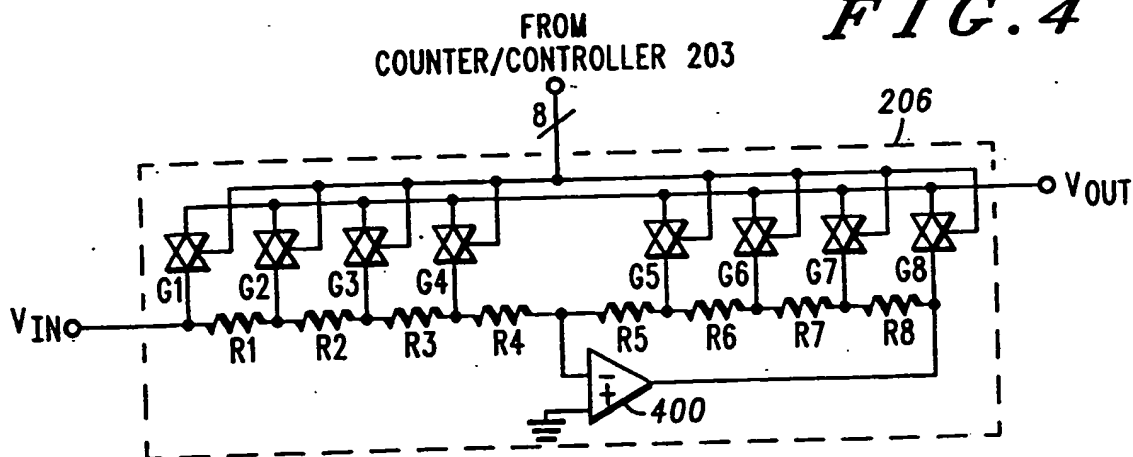 FIG.4
FROM
COUNTER/CONTROLLER 203
8
206
VOUT
G1 G2 G3 G4 G5 G6 G7 G8
VIN
R1 R2 R3 R4 R5 R6 R7 R8
-
+
400